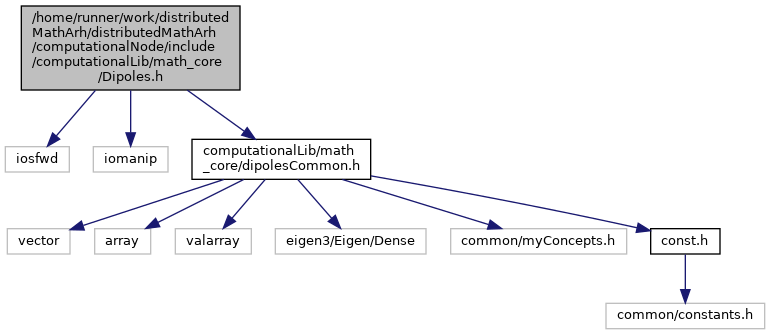 /home/runner/work/distributed
MathArh/distributedMathArh
/computationalNode/include
/computationalLib/math_core
/Dipoles.h
iosfwd
iomanip
computationalLib/math
_core/dipolesCommon.h
vector
array
valarray
eigen3/Eigen/Dense
common/myConcepts.h
const.h
common/constants.h